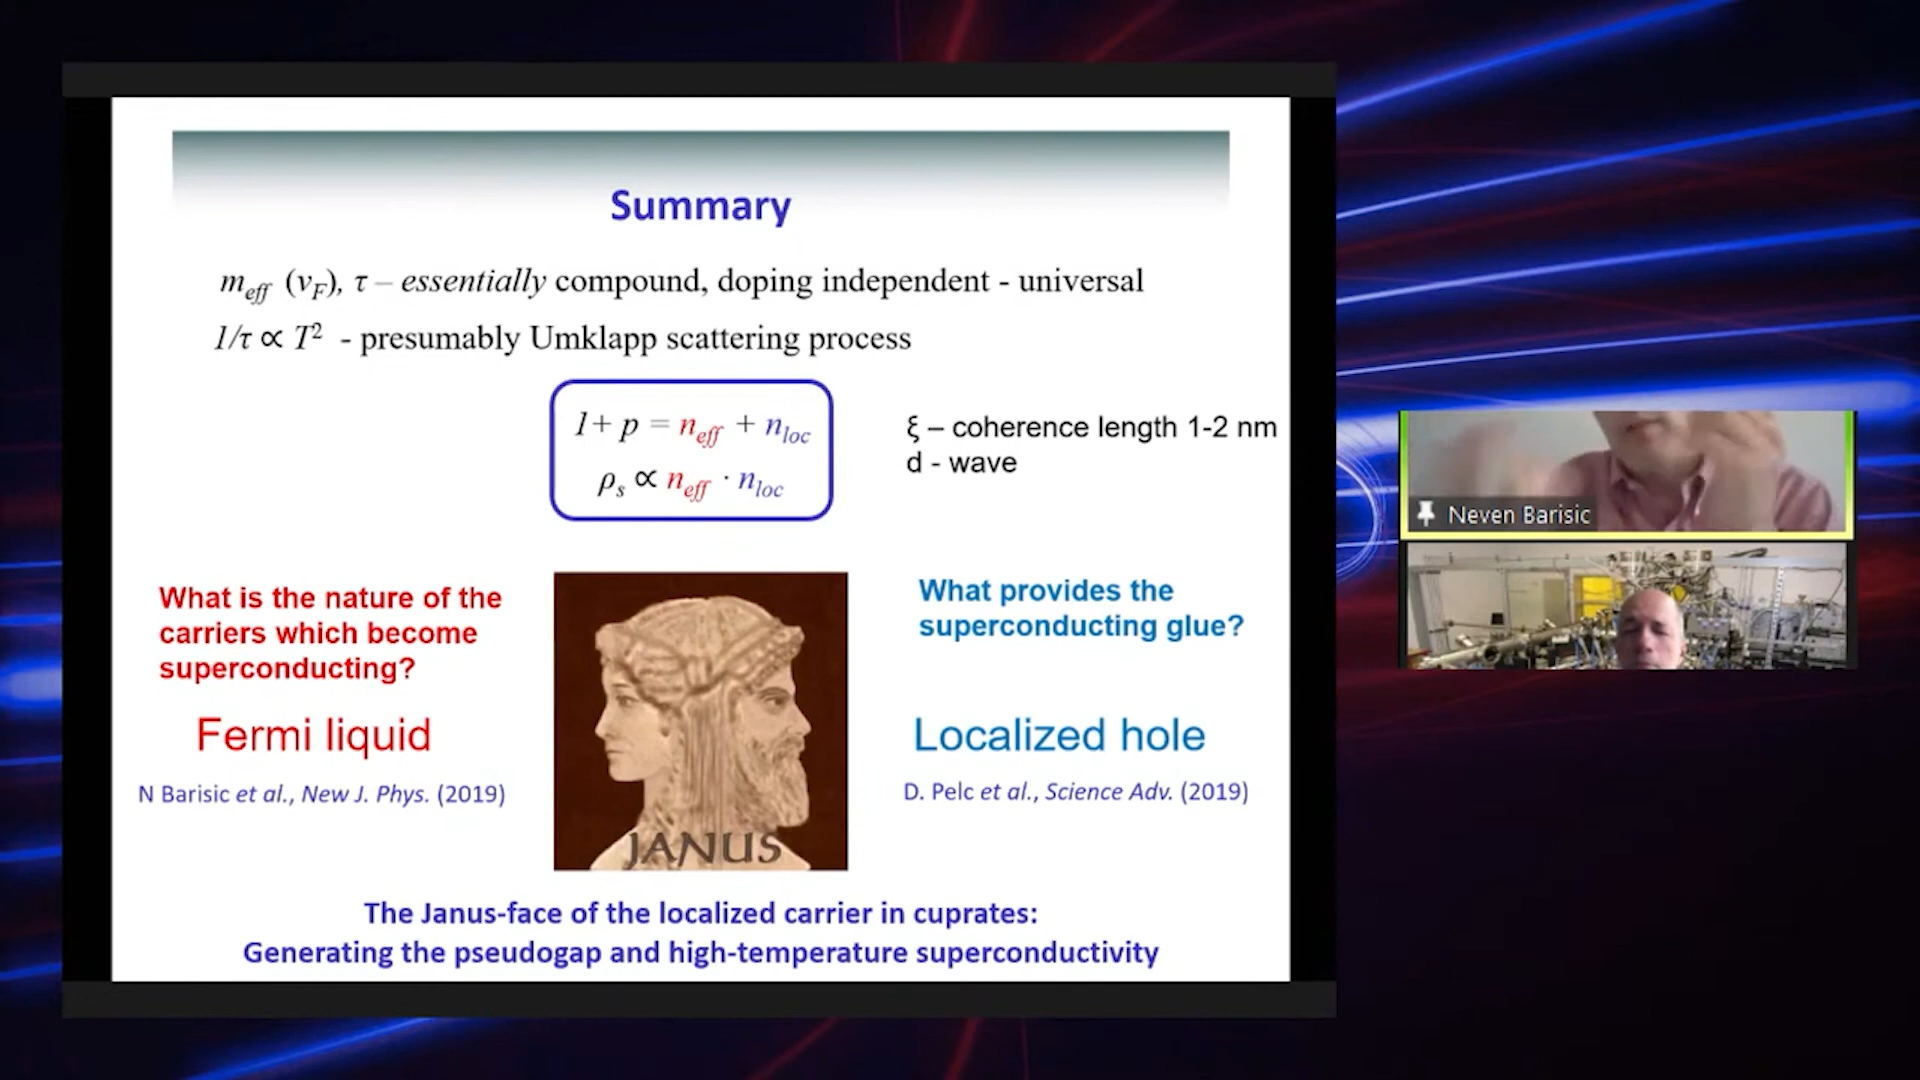 Summary
m_eff (v_F), τ – essentially compound, doping independent - universal
1/τ ∝ T² - presumably Umklapp scattering process
1+ p = n_eff + n_loc
ρ_s ∝ n_eff · n_loc
ξ – coherence length 1-2 nm
d - wave
What is the nature of the
carriers which become
superconducting?
Fermi liquid
N Barisic et al., New J. Phys. (2019)
JANUS
What provides the
superconducting glue?
Localized hole
D. Pelc et al., Science Adv. (2019)
The Janus-face of the localized carrier in cuprates:
Generating the pseudogap and high-temperature superconductivity
Neven Barisic